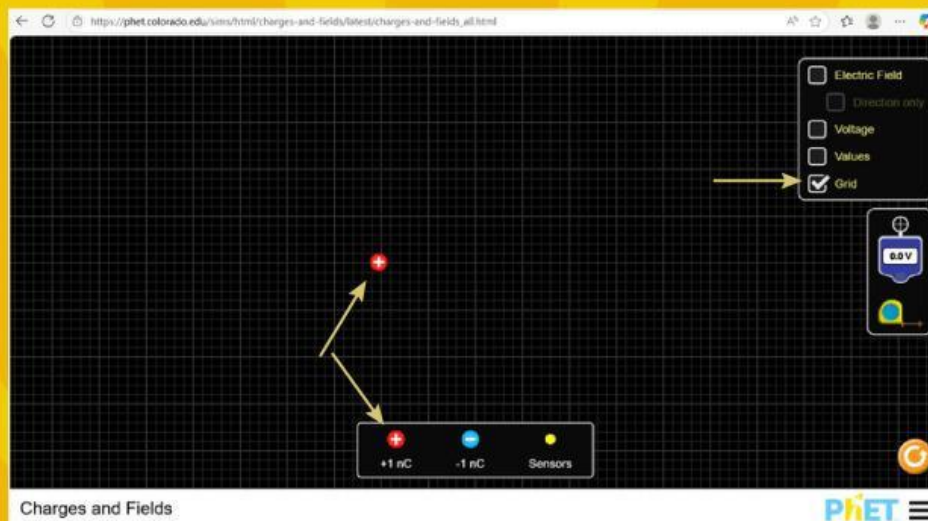 https://phet.colorado.edu/sims/html/charges-and-fields/latest/charges-and-fields_all.html
Electric Field
Direction only
Voltage
Values
Grid
0.0 V
+1 nC
-1 nC
Sensors
Charges and Fields
PhET